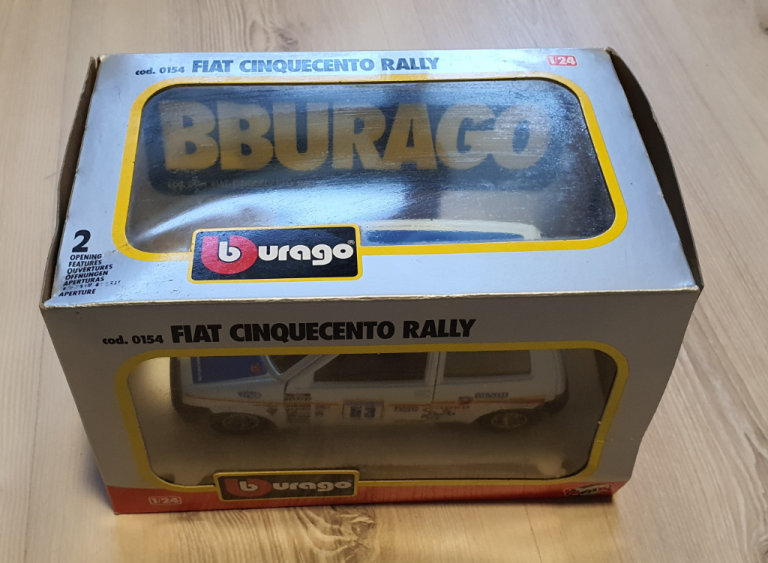 cod. 0154 FIAT CINQUECENTO RALLY
1/24
BBURAGO
burago®
2
OPENING
FEATURES
OUVERTURES
ÖFFNUNGEN
APERTURAS
APERTURE
cod. 0154 FIAT CINQUECENTO RALLY
53
burago
1/24